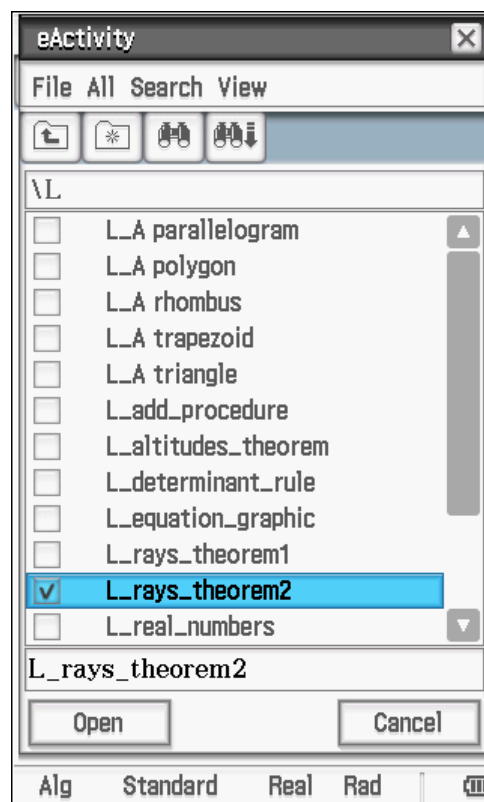 eActivity
File All Search View
\L
L_A parallelogram
L_A polygon
L_A rhombus
L_A trapezoid
L_A triangle
L_add_procedure
L_altitudes_theorem
L_determinant_rule
L_equation_graphic
L_rays_theorem1
L_rays_theorem2
L_real_numbers
L_rays_theorem2
Open Cancel
Alg Standard Real Rad